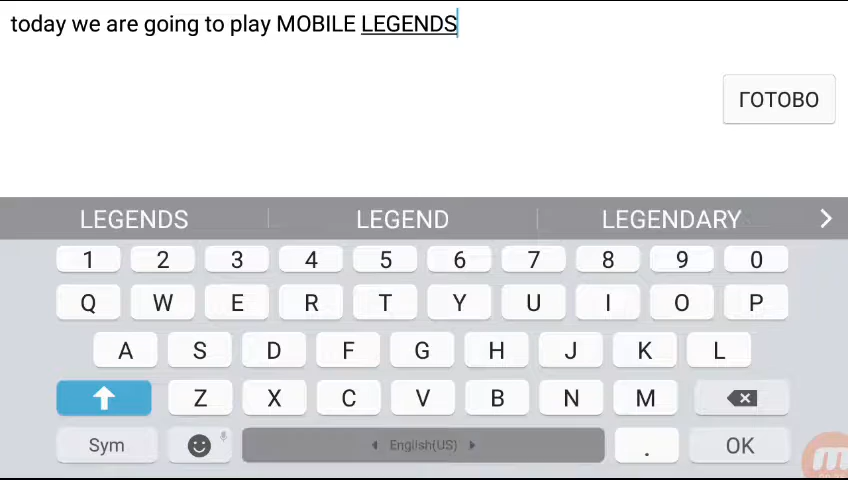 today we are going to play MOBILE LEGENDS
ГОТОВО
LEGENDS LEGEND LEGENDARY
1 2 3 4 5 6 7 8 9 0
Q W E R T Y U I O P
A S D F G H J K L
Z X C V B N M
Sym English(US) . OK